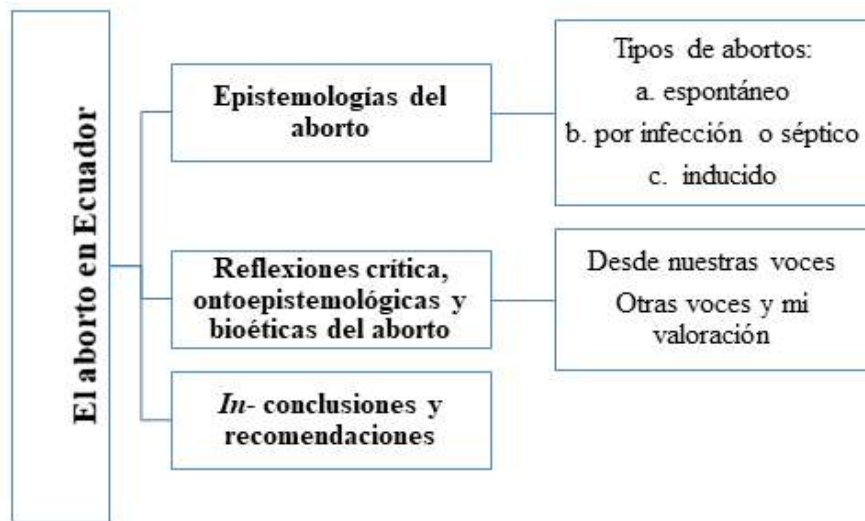 El aborto en Ecuador
Epistemologías del
aborto
Tipos de abortos:
a. espontáneo
b. por infección o séptico
c. inducido
Reflexiones crítica,
ontoepistemológicas y
bioéticas del aborto
Desde nuestras voces
Otras voces y mi
valoración
In- conclusiones y
recomendaciones